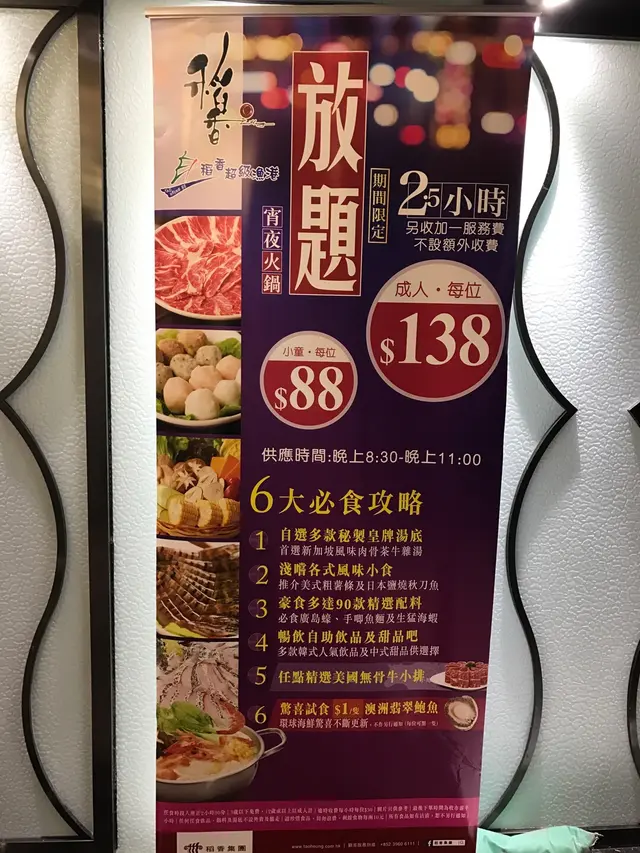 稻香
稻香超級漁港
放題
宵夜火鍋
期間限定
2.5小時
另收加一服務費
不設額外收費
成人·每位
$138
小童·每位
$88
供應時間:晚上8:30-晚上11:00
6大必食攻略
1 自選多款秘製皇牌湯底
首選新加坡風味肉骨茶牛雜湯
2 淺嚐各式風味小食
推介美式粗薯條及日本鹽燒秋刀魚
3 豪食多達90款精選配料
必食廣島蠔、手唧魚麵及生猛海蝦
4 暢飲自助飲品及甜品吧
多款韓式人氣飲品及中式甜品供選擇
5 任點精選美國無骨牛小排
6 驚喜試食 $1/隻 澳洲翡翠鮑魚
環球海鮮驚喜不斷更新
稻香集團
www.taoheung.com.hk
稻香集團